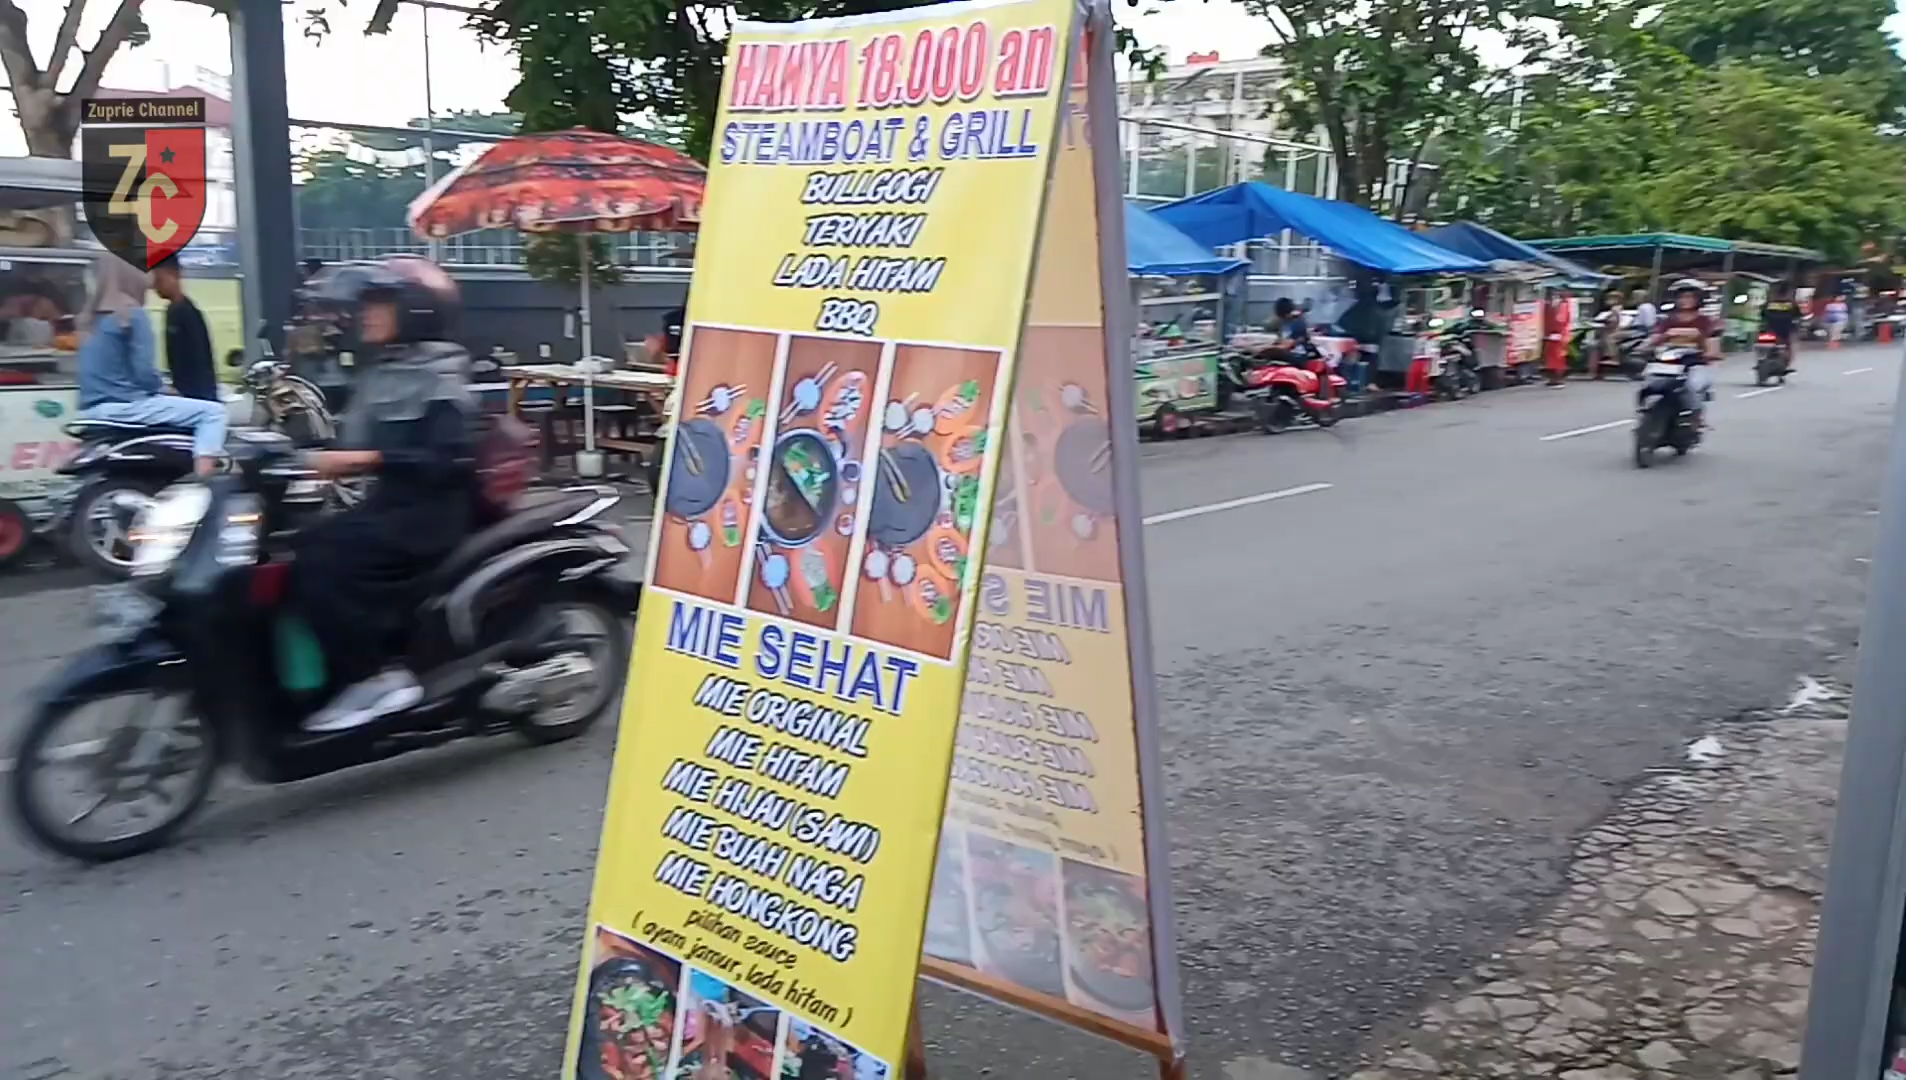 Zuprie Channel
ZC
HANYA 18.000 an
STEAMBOAT & GRILL
BULLGOGI
TERIYAKI
LADA HITAM
BBQ
MIE SEHAT
MIE ORIGINAL
MIE HITAM
MIE HIJAU (SAWI)
MIE BUAH NAGA
MIE HONGKONG
pilihan sauce
( ayam jamur, lada hitam )